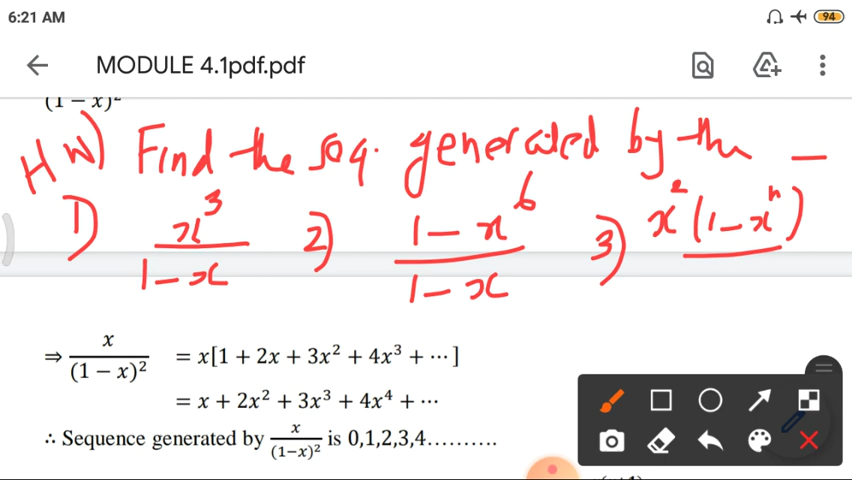 6:21 AM 94
MODULE 4.1pdf.pdf
(1 − x)²
HW) Find the seq. generated by the —
1) x³/(1−x) 2) (1−x⁶)/(1−x) 3) x²(1−xⁿ)
⇒ x/(1 − x)² = x[1 + 2x + 3x² + 4x³ + ⋯ ]
= x + 2x² + 3x³ + 4x⁴ + ⋯
∴ Sequence generated by x/(1−x)² is 0,1,2,3,4..........